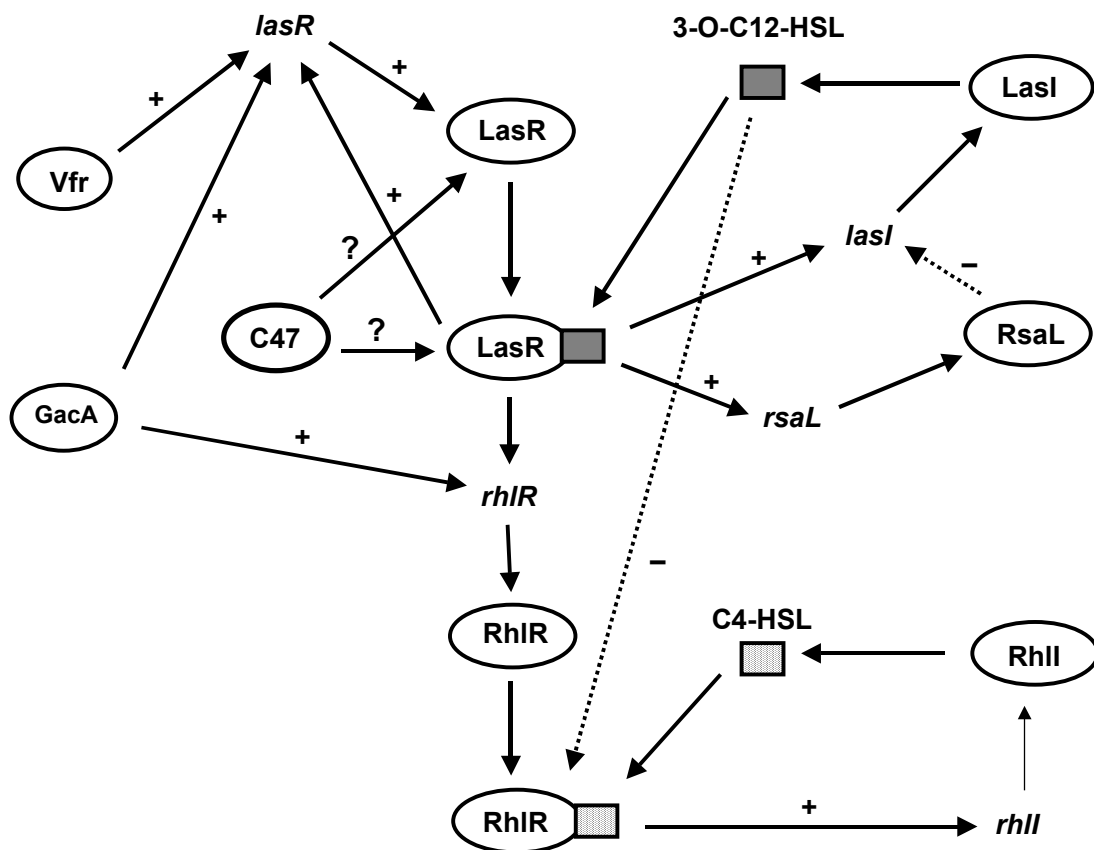 lasR
3-O-C12-HSL
+
+
LasR
LasI
Vfr
+
+
?
lasI
+
−
C47
?
LasR
RsaL
+
GacA
rsaL
+
rhlR
−
RhlR
C4-HSL
RhlI
RhlR
+
rhlI